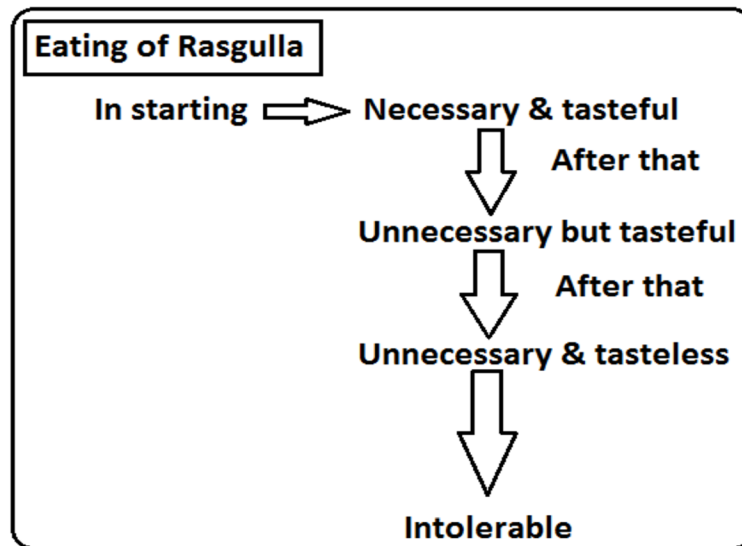 Eating of Rasgulla
In starting Necessary & tasteful
After that
Unnecessary but tasteful
After that
Unnecessary & tasteless
Intolerable